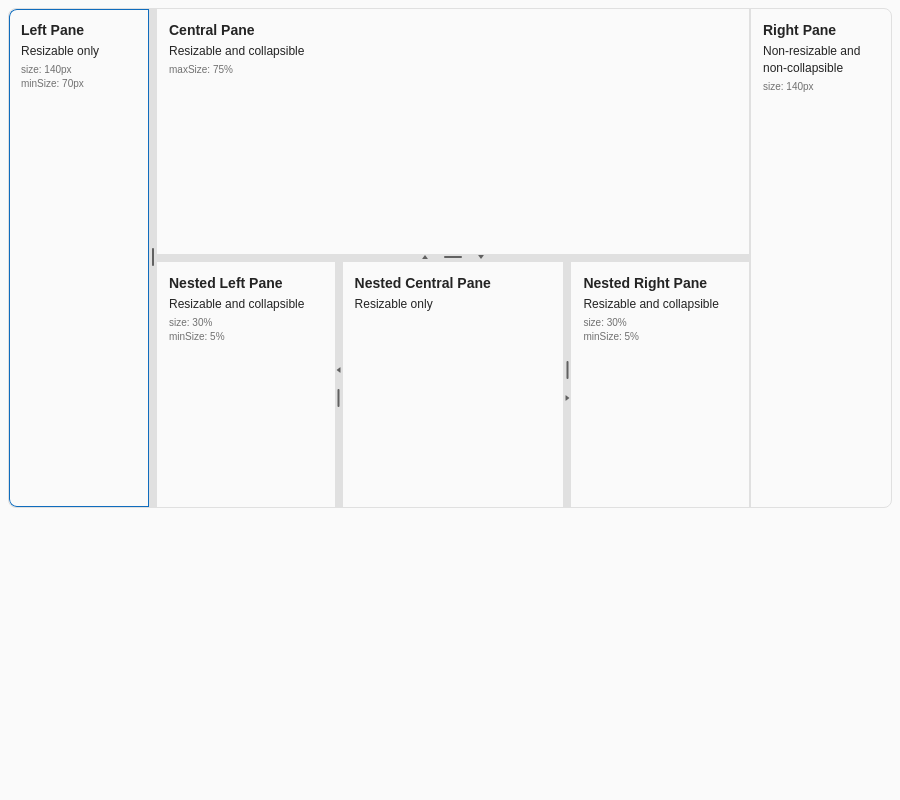 Left Pane
Resizable only
size: 140px
minSize: 70px
Central Pane
Resizable and collapsible
maxSize: 75%
Right Pane
Non-resizable and
non-collapsible
size: 140px
Nested Left Pane
Resizable and collapsible
size: 30%
minSize: 5%
Nested Central Pane
Resizable only
Nested Right Pane
Resizable and collapsible
size: 30%
minSize: 5%